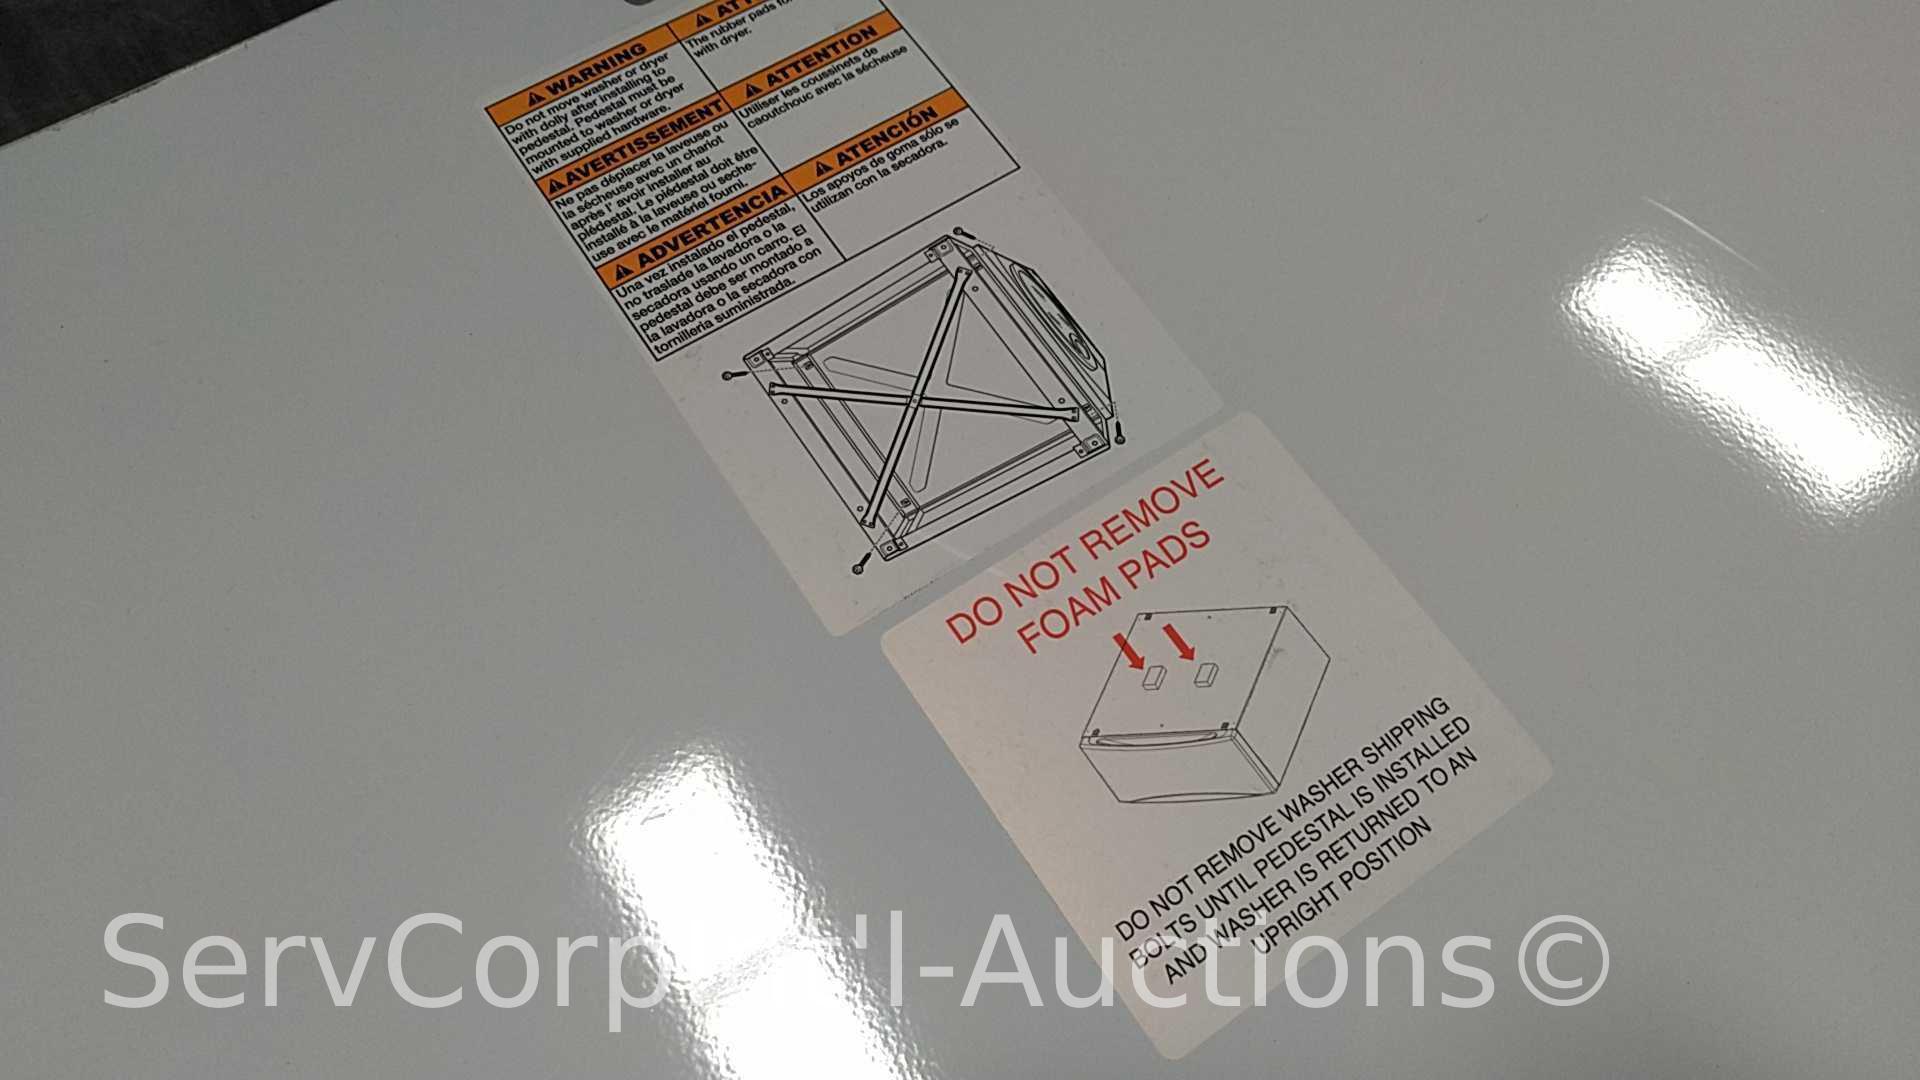 WARNING
Do not move washer or dryer
with dolly after installing to
pedestal. Pedestal must be
mounted to washer or dryer
with supplied hardware.
AVERTISSEMENT
Ne pas déplacer la laveuse ou
la sécheuse avec un chariot
après l' avoir installer au
piédestal. Le piédestal doit être
installé à la laveuse ou seche-
use avec le matériel fourni.
ADVERTENCIA
Una vez instalado el pedestal,
no traslade la lavadora o la
secadora usando un carro. El
pedestal debe ser montado a
la lavadora o la secadora con
tornilleria suministrada.
The rubber pads
with dryer.
ATTENTION
Utiliser les coussinets de
caoutchouc avec la sécheuse
ATENCIÓN
Los apoyos de goma sólo se
utilizan con la secadora.
DO NOT REMOVE
FOAM PADS
DO NOT REMOVE WASHER SHIPPING
BOLTS UNTIL PEDESTAL IS INSTALLED
AND WASHER IS RETURNED TO AN
UPRIGHT POSITION
ServCorpInt'l-Auctions©